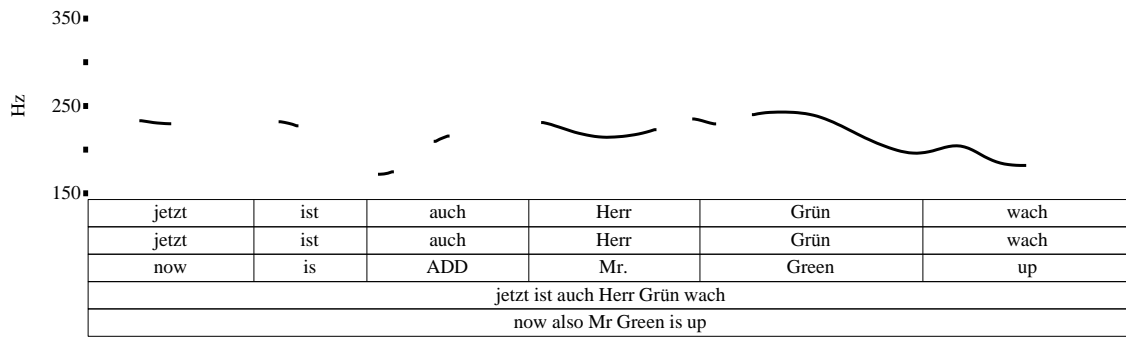 350
250
Hz
150
jetzt ist auch Herr Grün wach
jetzt ist auch Herr Grün wach
now is ADD Mr. Green up
jetzt ist auch Herr Grün wach
now also Mr Green is up